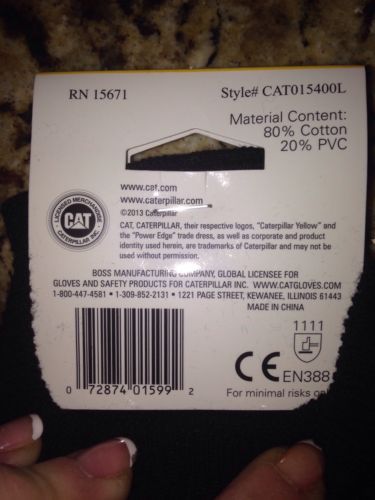 RN 15671 Style# CAT015400L
Material Content:
80% Cotton
20% PVC
www.cat.com
www.caterpillar.com
©2013 Caterpillar
CAT, CATERPILLAR, their respective logos, "Caterpillar Yellow" and
the "Power Edge" trade dress, as well as corporate and product
identity used herein, are trademarks of Caterpillar and may not be
used without permission.
LICENSED MERCHANDISE
CAT
CATERPILLAR INC.
BOSS MANUFACTURING COMPANY, GLOBAL LICENSEE FOR
GLOVES AND SAFETY PRODUCTS FOR CATERPILLAR INC. WWW.CATGLOVES.COM
1-800-447-4581 • 1-309-852-2131 • 1221 PAGE STREET, KEWANEE, ILLINOIS 61443
MADE IN CHINA
0 72874 01599 2
1111
CE EN388
For minimal risks only